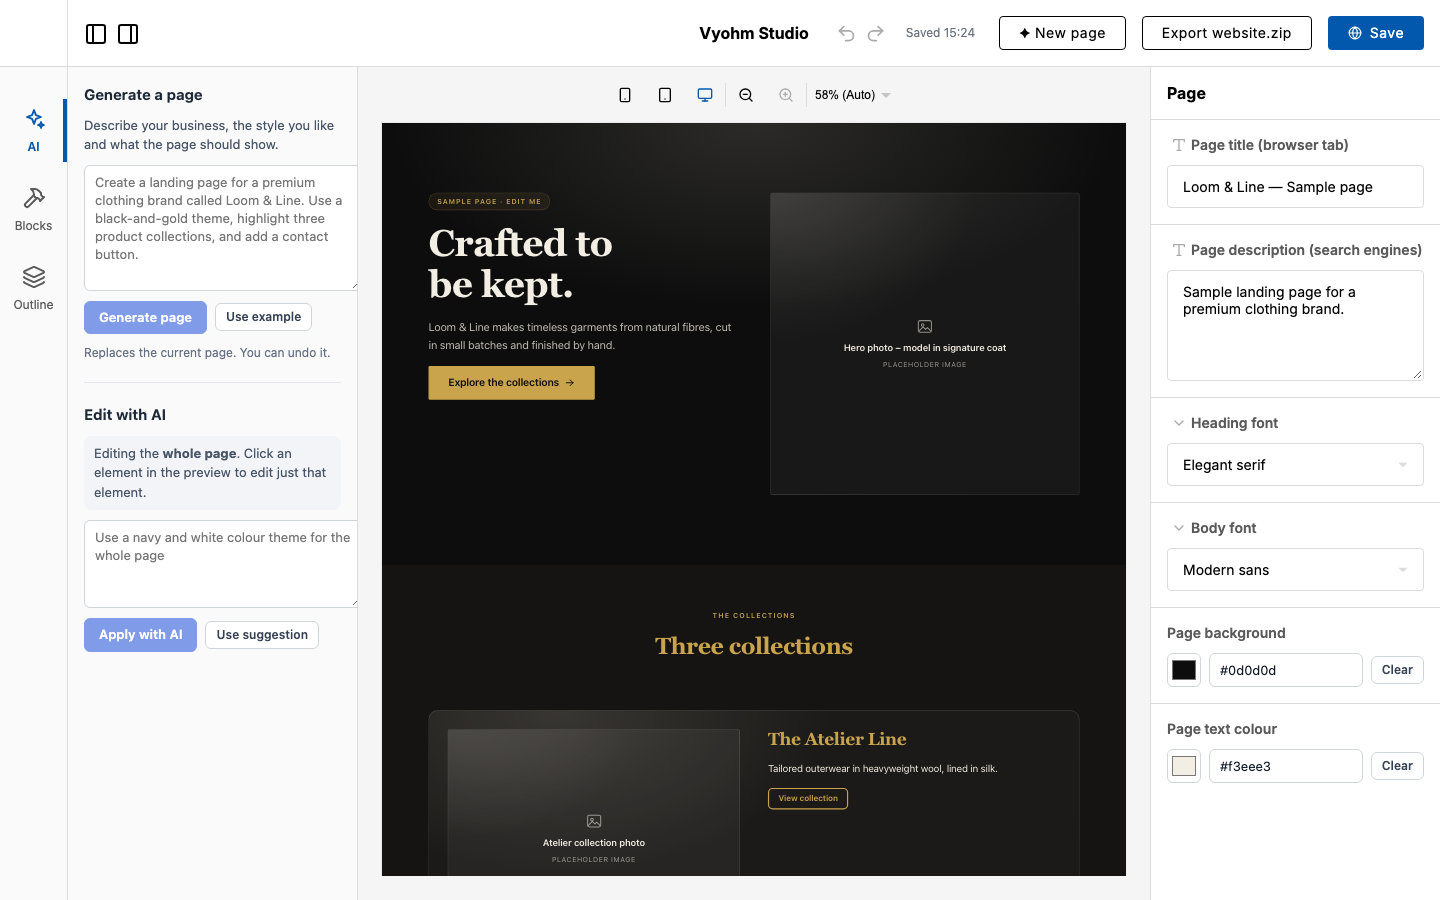 Vyohm Studio
Saved 15:24
New page
Export website.zip
Save
AI
Blocks
Outline
Generate a page
Describe your business, the style you like
and what the page should show.
Create a landing page for a premium
clothing brand called Loom & Line. Use a
black-and-gold theme, highlight three
product collections, and add a contact
button.
Generate page
Use example
Replaces the current page. You can undo it.
Edit with AI
Editing the whole page. Click an
element in the preview to edit just that
element.
Use a navy and white colour theme for the
whole page
Apply with AI
Use suggestion
58% (Auto)
SAMPLE PAGE · EDIT ME
Crafted to
be kept.
Loom & Line makes timeless garments from natural fibres, cut
in small batches and finished by hand.
Explore the collections →
Hero photo – model in signature coat
PLACEHOLDER IMAGE
THE COLLECTIONS
Three collections
Atelier collection photo
PLACEHOLDER IMAGE
The Atelier Line
Tailored outerwear in heavyweight wool, lined in silk.
View collection
Page
Page title (browser tab)
Loom & Line — Sample page
Page description (search engines)
Sample landing page for a
premium clothing brand.
Heading font
Elegant serif
Body font
Modern sans
Page background
#0d0d0d
Clear
Page text colour
#f3eee3
Clear